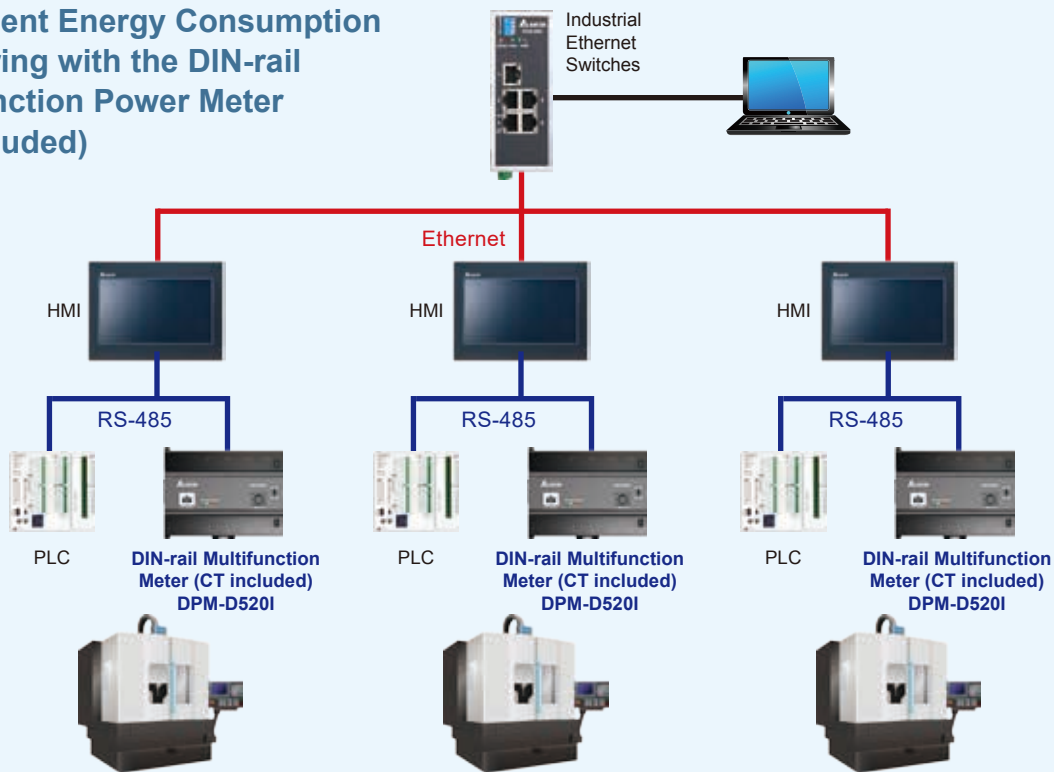 ent Energy Consumption
ing with the DIN-rail
nction Power Meter
uded)
Industrial
Ethernet
Switches
Ethernet
HMI
HMI
HMI
RS-485
RS-485
RS-485
PLC
DIN-rail Multifunction
Meter (CT included)
DPM-D520I
PLC
DIN-rail Multifunction
Meter (CT included)
DPM-D520I
PLC
DIN-rail Multifunction
Meter (CT included)
DPM-D520I